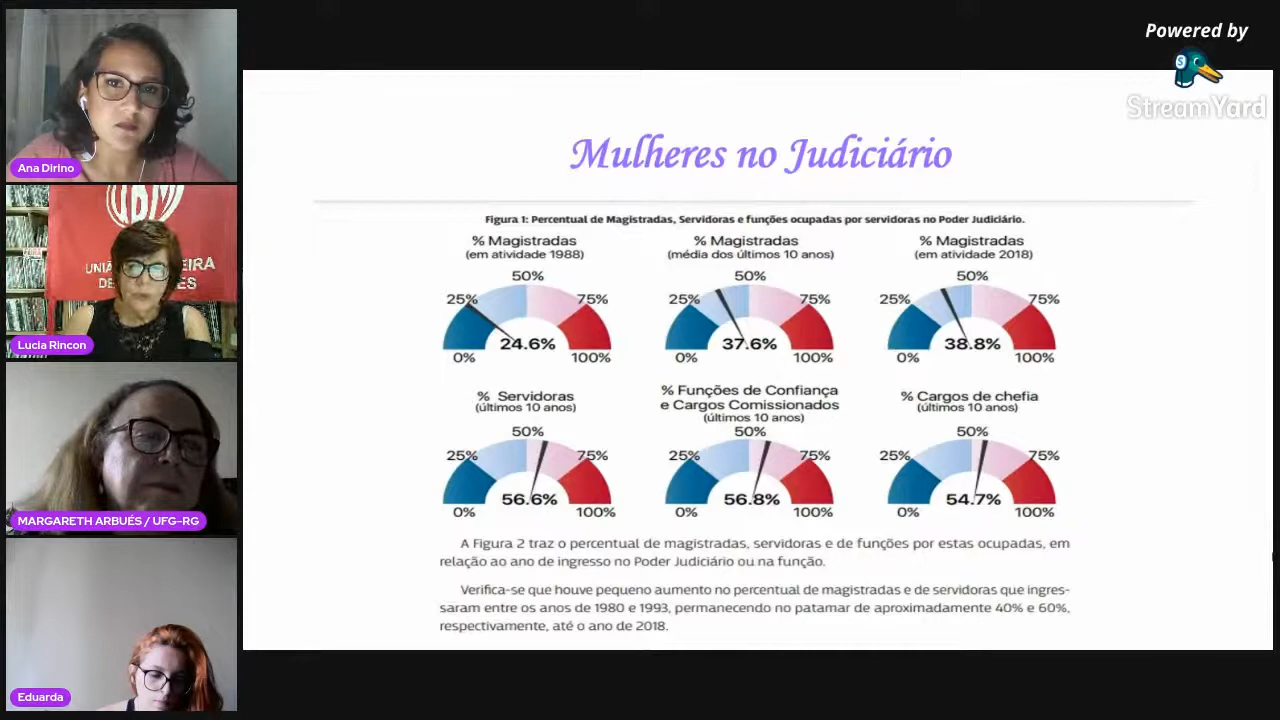 Powered by
StreamYard
Ana Dirino
Lucia Rincon
MARGARETH ARBUÉS / UFG-RG
Eduarda
Mulheres no Judiciário
Figura 1: Percentual de Magistradas, Servidoras e funções ocupadas por servidoras no Poder Judiciário.
% Magistradas
(em atividade 1988)
50%
25%
75%
24.6%
0%
100%
% Magistradas
(média dos últimos 10 anos)
50%
25%
75%
37.6%
0%
100%
% Magistradas
(em atividade 2018)
50%
25%
75%
38.8%
0%
100%
% Servidoras
(últimos 10 anos)
50%
25%
75%
56.6%
0%
100%
% Funções de Confiança
e Cargos Comissionados
(últimos 10 anos)
50%
25%
75%
56.8%
0%
100%
% Cargos de chefia
(últimos 10 anos)
50%
25%
75%
54.7%
0%
100%
A Figura 2 traz o percentual de magistradas, servidoras e de funções por estas ocupadas, em
relação ao ano de ingresso no Poder Judiciário ou na função.
Verifica-se que houve pequeno aumento no percentual de magistradas e de servidoras que ingres-
saram entre os anos de 1980 e 1993, permanecendo no patamar de aproximadamente 40% e 60%,
respectivamente, até o ano de 2018.